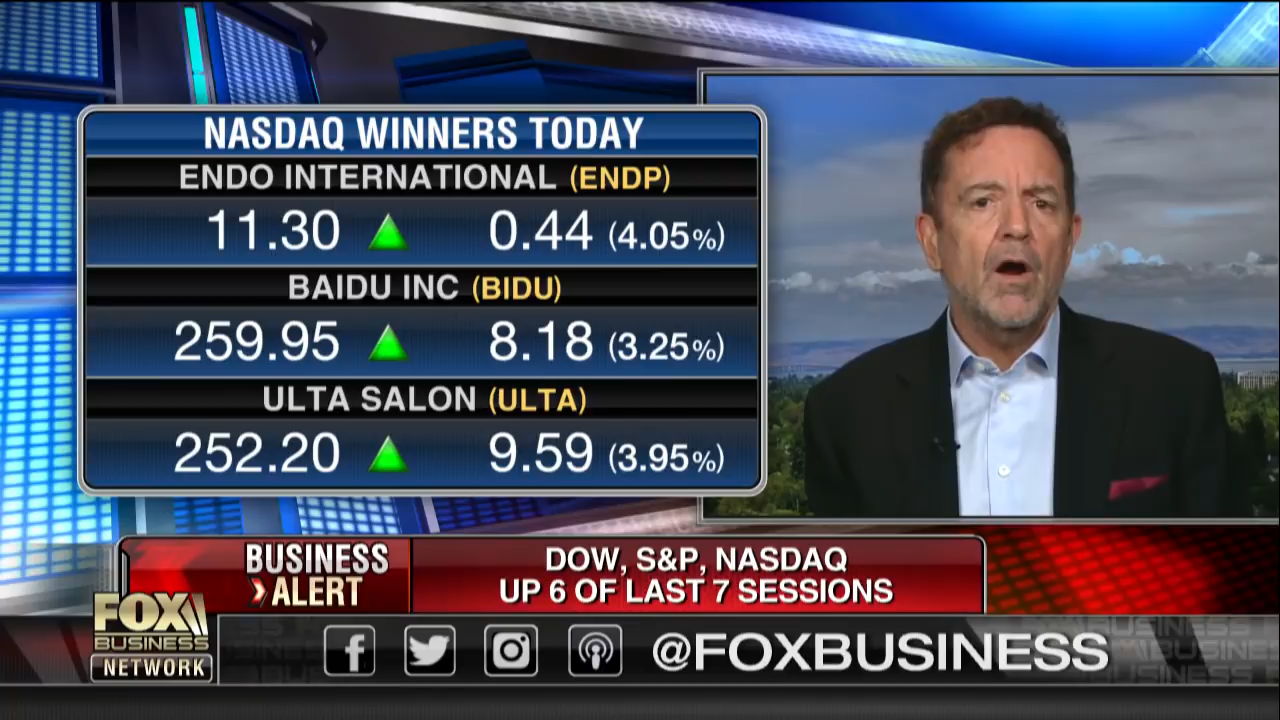 NASDAQ WINNERS TODAY
ENDO INTERNATIONAL (ENDP)
11.30 0.44 (4.05%)
BAIDU INC (BIDU)
259.95 8.18 (3.25%)
ULTA SALON (ULTA)
252.20 9.59 (3.95%)
BUSINESS
ALERT
DOW, S&P, NASDAQ
UP 6 OF LAST 7 SESSIONS
FOX
BUSINESS
NETWORK
@FOXBUSINESS